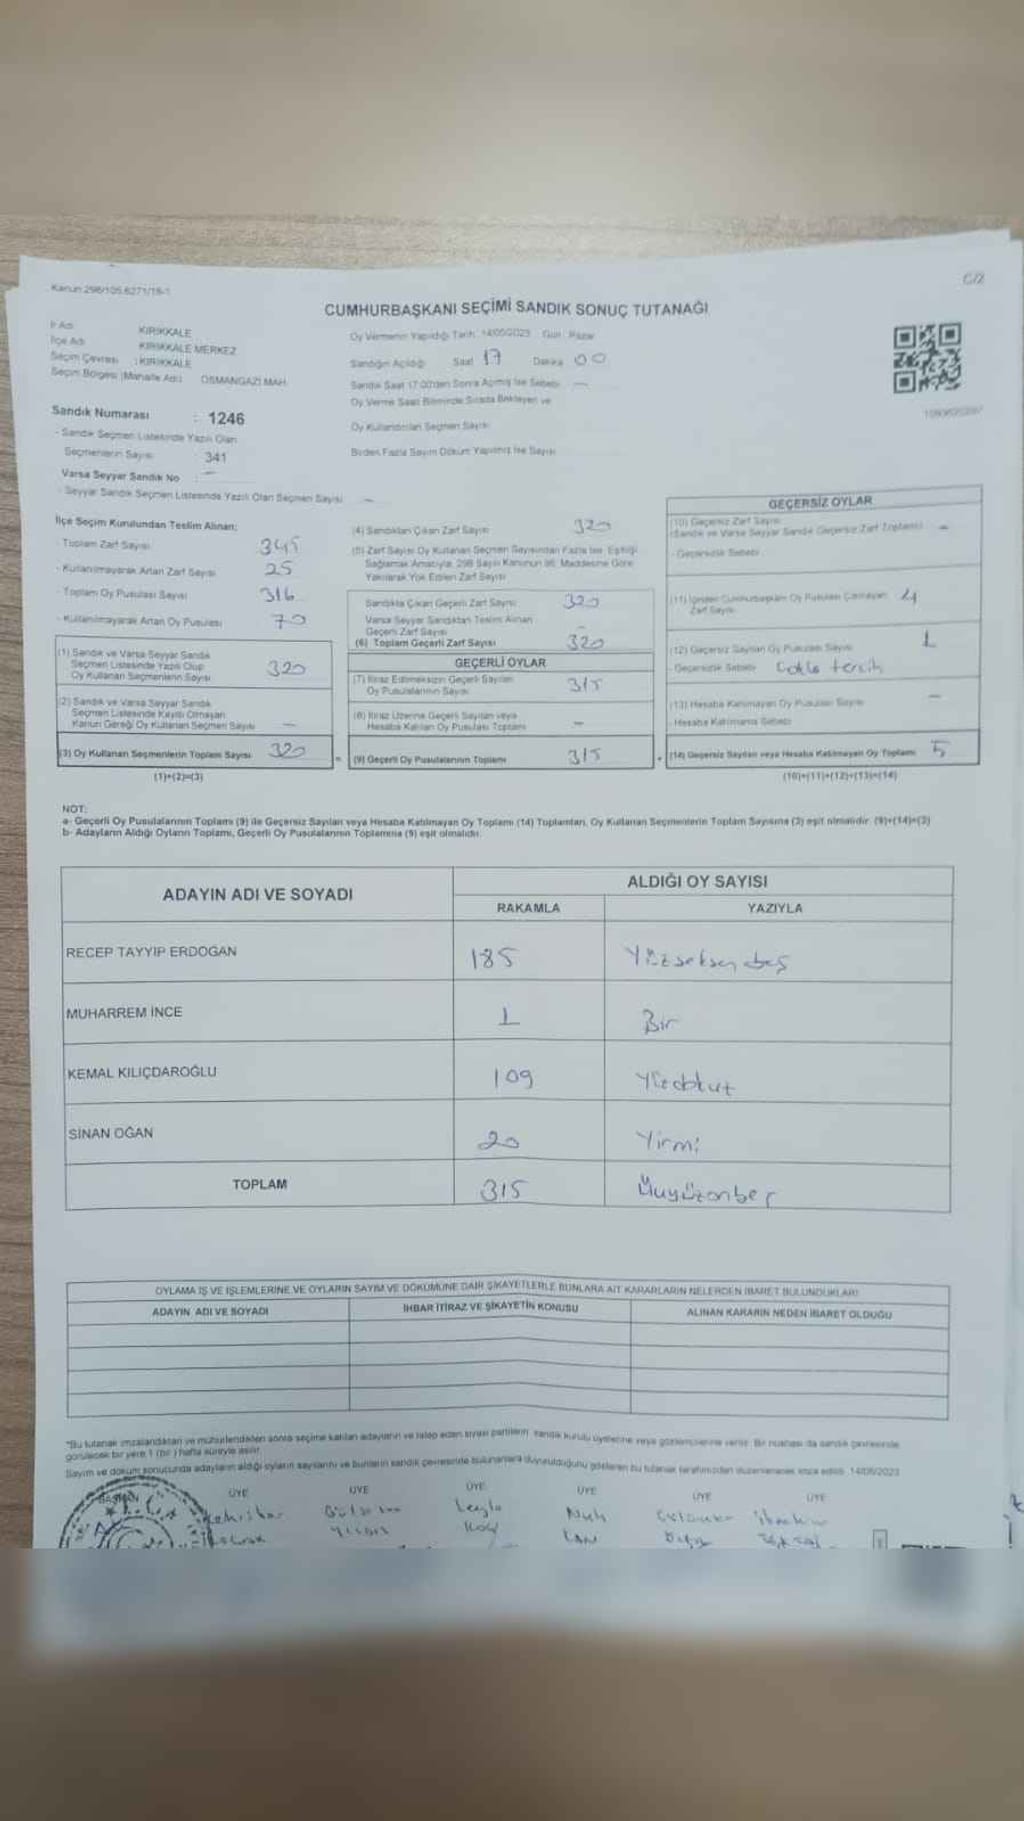 Kanun 298/105.6271/18-1
C/2
CUMHURBAŞKANI SEÇİMİ SANDIK SONUÇ TUTANAĞI
İl Adı KIRIKKALE
İlçe Adı KIRIKKALE MERKEZ
Seçim Çevresi : KIRIKKALE
Seçim Bölgesi (Mahalle Adı) OSMANGAZİ MAH.
Sandık Numarası : 1246
- Sandık Seçmen Listesinde Yazılı Olan
Seçmenlerin Sayısı 341
Varsa Seyyar Sandık No : —
- Seyyar Sandık Seçmen Listesinde Yazılı Olan Seçmen Sayısı —
Oy Vermenin Yapıldığı Tarih: 14/05/2023 Gün: Pazar
Sandığın Açıldığı Saat 17 Dakika 00
Sandık Saat 17.00'den Sonra Açılmış İse Sebebi —
Oy Verme Saati Bitiminde Sırada Bekleyen ve
Oy Kullandırılan Seçmen Sayısı
Birden Fazla Sayım Döküm Yapılmış İse Sayısı
İlçe Seçim Kurulundan Teslim Alınan:
- Toplam Zarf Sayısı 345
- Kullanılmayarak Artan Zarf Sayısı 25
- Toplam Oy Pusulası Sayısı 316
- Kullanılmayarak Artan Oy Pusulası 70
(1) Sandık ve Varsa Seyyar Sandık
Seçmen Listesinde Yazılı Olup
Oy Kullanan Seçmenlerin Sayısı 320
(2) Sandık ve Varsa Seyyar Sandık
Seçmen Listesinde Kayıtlı Olmayan
Kanun Gereği Oy Kullanan Seçmen Sayısı —
(3) Oy Kullanan Seçmenlerin Toplam Sayısı 320
(1)+(2)=(3)
(4) Sandıktan Çıkan Zarf Sayısı 320
(5) Zarf Sayısı Oy Kullanan Seçmen Sayısından Fazla İse, Eşitliği
Sağlamak Amacıyla, 298 Sayılı Kanunun 98. Maddesine Göre
Yakılarak Yok Edilen Zarf Sayısı
Sandıkta Çıkan Geçerli Zarf Sayısı 320
Varsa Seyyar Sandıktan Teslim Alınan
Geçerli Zarf Sayısı —
(6) Toplam Geçerli Zarf Sayısı 320
GEÇERLİ OYLAR
(7) İtiraz Edilmeksizin Geçerli Sayılan
Oy Pusulalarının Sayısı 315
(8) İtiraz Üzerine Geçerli Sayılan veya
Hesaba Katılan Oy Pusulası Toplamı —
(9) Geçerli Oy Pusulalarının Toplamı 315
GEÇERSİZ OYLAR
(10) Geçersiz Zarf Sayısı
(Sandık ve Varsa Seyyar Sandık Geçersiz Zarf Toplamı) —
- Geçersizlik Sebebi
(11) İçinden Cumhurbaşkanı Oy Pusulası Çıkmayan 4
Zarf Sayısı
(12) Geçersiz Sayılan Oy Pusulası Sayısı 1
- Geçersizlik Sebebi Çoklu tercih
(13) Hesaba Katılmayan Oy Pusulası Sayısı —
- Hesaba Katılmama Sebebi
(14) Geçersiz Sayılan veya Hesaba Katılmayan Oy Toplamı 5
(10)+(11)+(12)+(13)=(14)
NOT:
a- Geçerli Oy Pusulalarının Toplamı (9) ile Geçersiz Sayılan veya Hesaba Katılmayan Oy Toplamı (14) Toplamları, Oy Kullanan Seçmenlerin Toplam Sayısına (3) eşit olmalıdır. (9)+(14)=(3)
b- Adayların Aldığı Oyların Toplamı, Geçerli Oy Pusulalarının Toplamına (9) eşit olmalıdır.
ADAYIN ADI VE SOYADI
ALDIĞI OY SAYISI
RAKAMLA YAZIYLA
RECEP TAYYİP ERDOĞAN 185 Yüzseksen beş
MUHARREM İNCE 1 Bir
KEMAL KILIÇDAROĞLU 109 Yüzdokuz
SİNAN OĞAN 20 Yirmi
TOPLAM 315 Üçyüzonbeş
OYLAMA İŞ VE İŞLEMLERİNE VE OYLARIN SAYIM VE DÖKÜMÜNE DAİR ŞİKAYETLERLE BUNLARA AİT KARARLARIN NELERDEN İBARET BULUNDUKLARI
ADAYIN ADI VE SOYADI İHBAR İTİRAZ VE ŞİKAYETİN KONUSU ALINAN KARARIN NEDEN İBARET OLDUĞU
*Bu tutanak imzalandıktan ve mühürlendikten sonra seçime katılan adayların ve talep eden siyasi partilerin sandık kurulu üyelerine veya gözlemcilerine verilir. Bir nüshası da sandık çevresinde
görülecek bir yere 1 (bir) hafta süreyle asılır.
Sayım ve döküm sonucunda adayların aldığı oyların sayılarını ve bunların sandık çevresinde bulunanlara duyurulduğunu gösteren bu tutanak tarafımızdan düzenlenerek imza edildi. 14/05/2023
BAŞKAN ÜYE ÜYE ÜYE ÜYE ÜYE ÜYE
Leyla Nuh
Koç